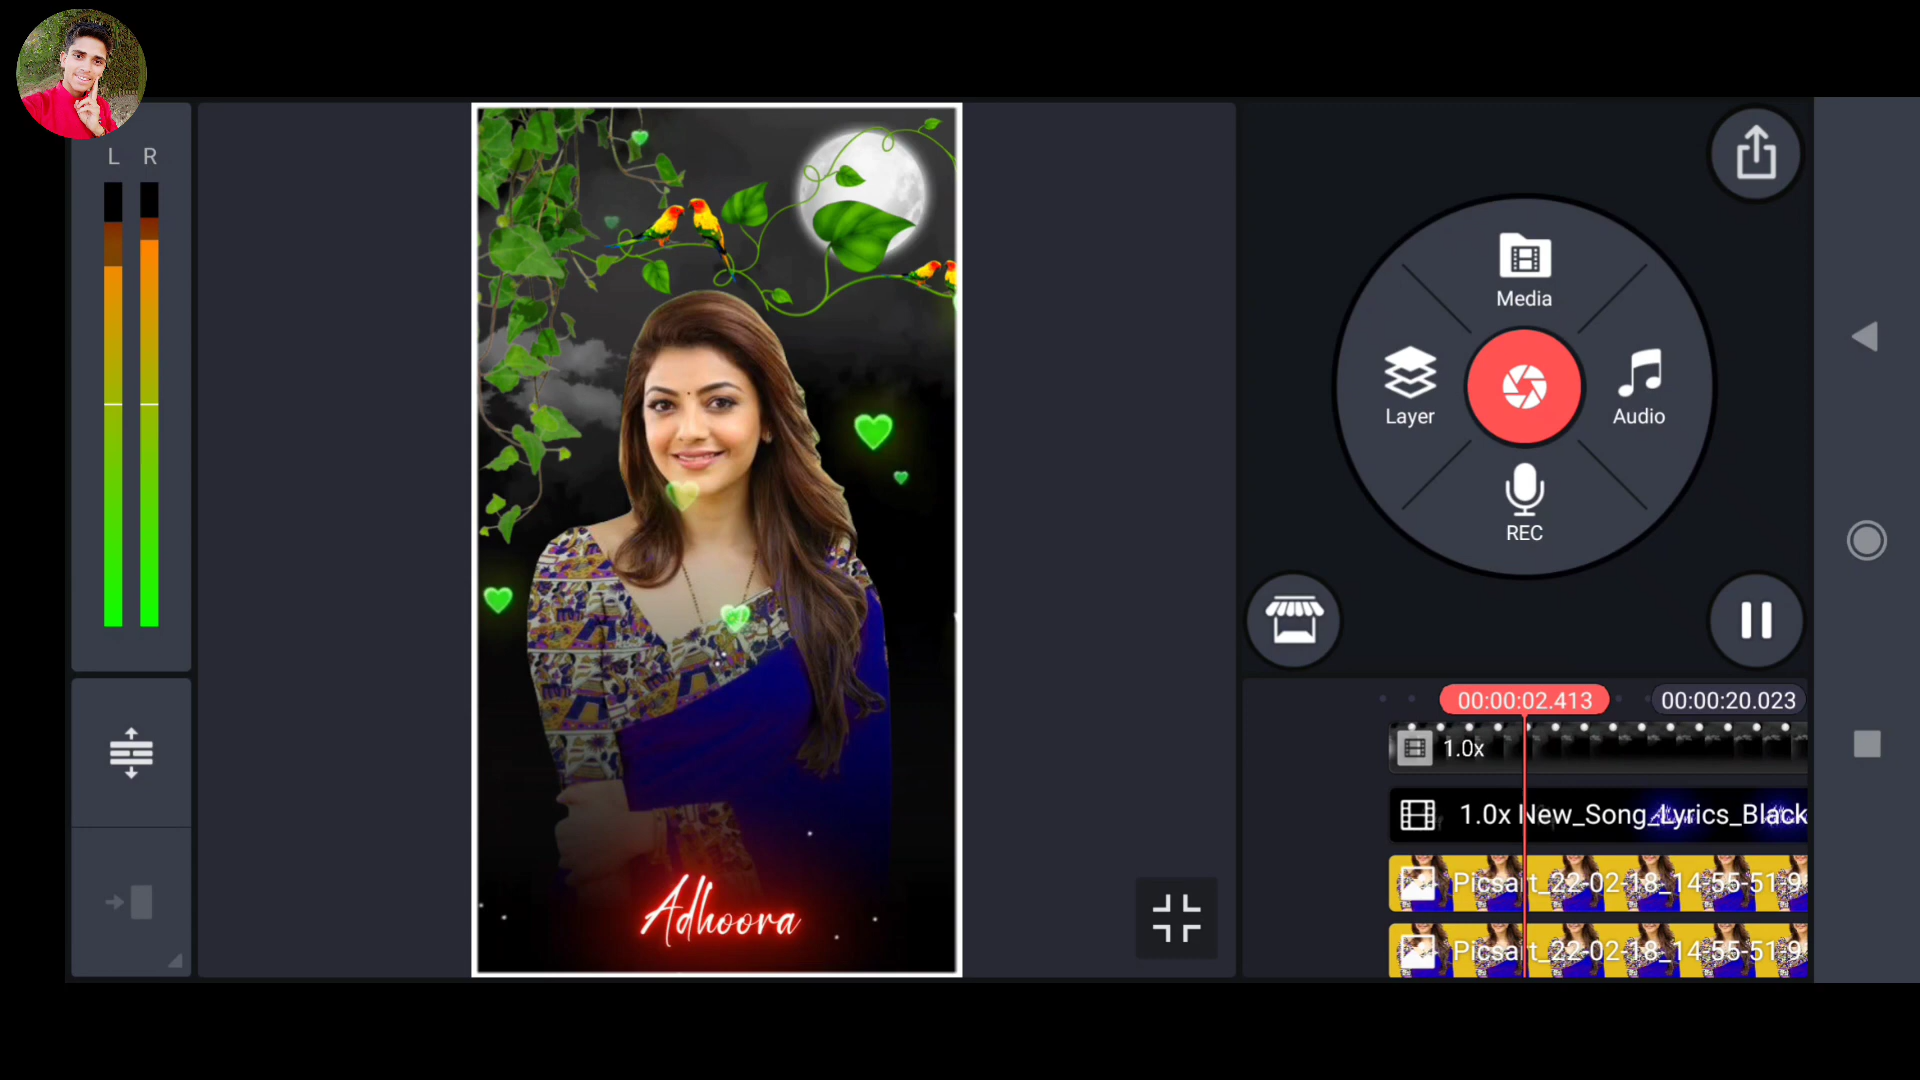 L R
Media
Layer
Audio
REC
00:00:02.413
00:00:20.023
1.0x
1.0x New_Song_Lyrics_Black
Picsart_22-02-18_14-55-51-9
Picsart_22-02-18_14-55-51-9
Adhoora